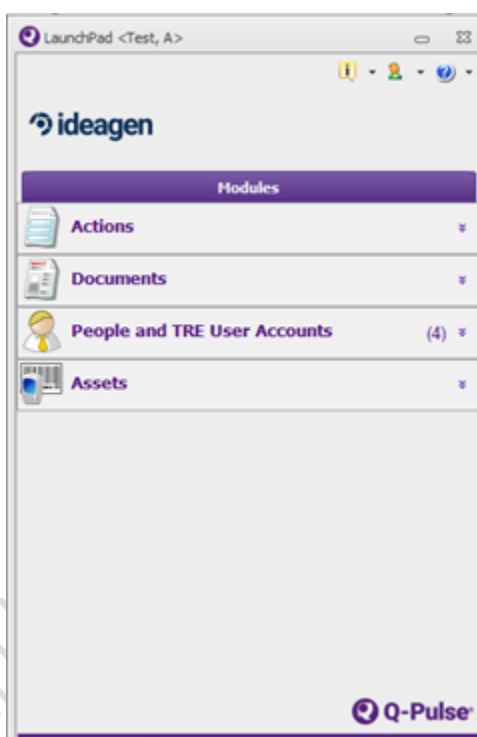 LaunchPad <Test, A>
ideagen
Modules
Actions
Documents
People and TRE User Accounts (4)
Assets
Q-Pulse